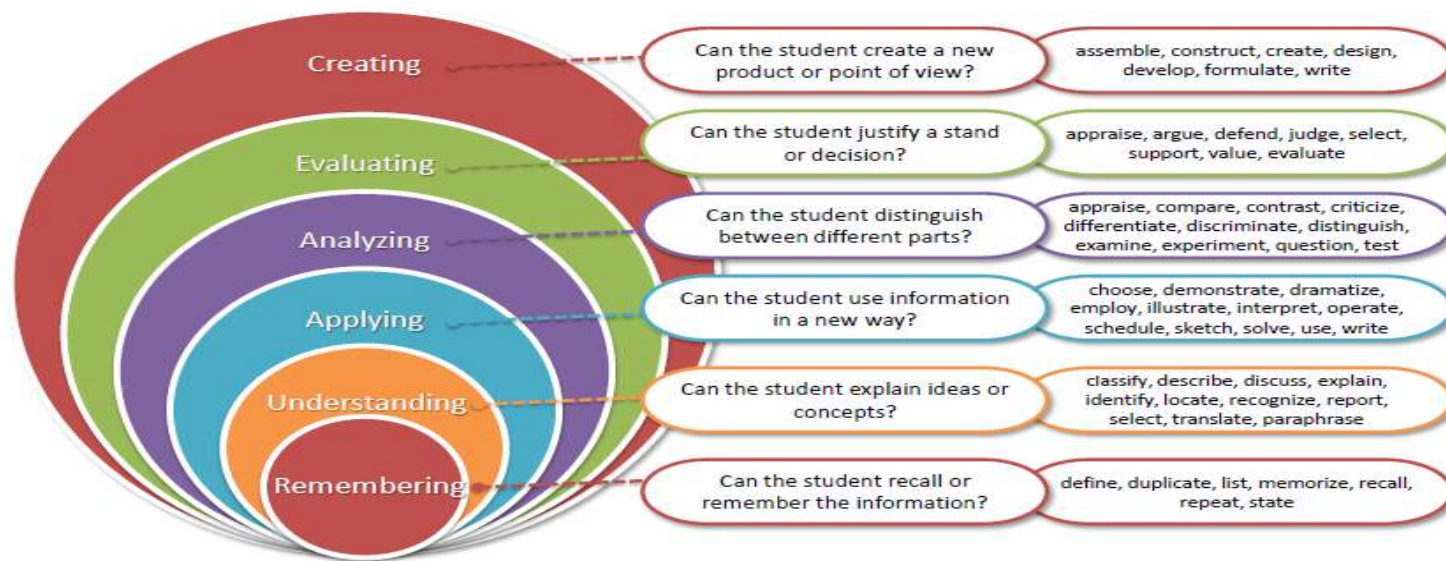 Creating
Can the student create a new
product or point of view?
assemble, construct, create, design,
develop, formulate, write
Evaluating
Can the student justify a stand
or decision?
appraise, argue, defend, judge, select,
support, value, evaluate
Analyzing
Can the student distinguish
between different parts?
appraise, compare, contrast, criticize,
differentiate, discriminate, distinguish,
examine, experiment, question, test
Applying
Can the student use information
in a new way?
choose, demonstrate, dramatize,
employ, illustrate, interpret, operate,
schedule, sketch, solve, use, write
Understanding
Can the student explain ideas or
concepts?
classify, describe, discuss, explain,
identify, locate, recognize, report,
select, translate, paraphrase
Remembering
Can the student recall or
remember the information?
define, duplicate, list, memorize, recall,
repeat, state